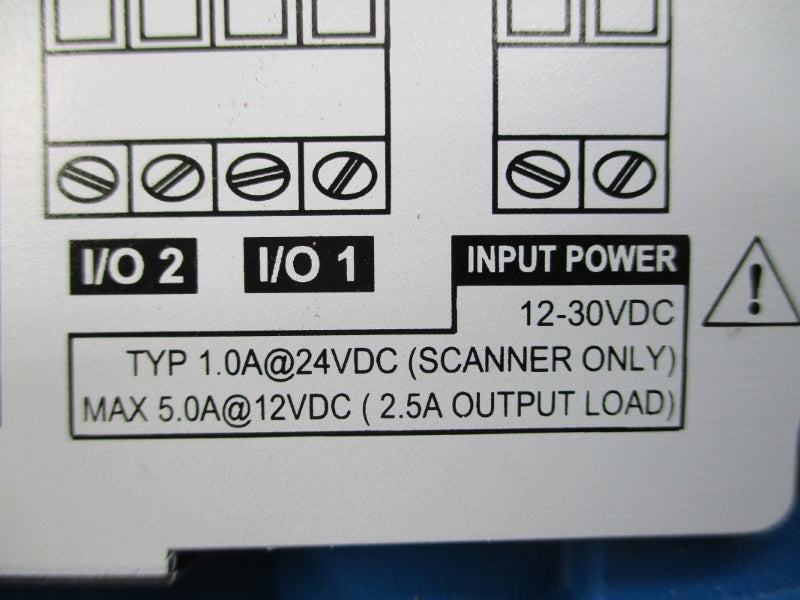 I/O 2
I/O 1
INPUT POWER
12-30VDC
TYP 1.0A@24VDC (SCANNER ONLY)
MAX 5.0A@12VDC ( 2.5A OUTPUT LOAD)